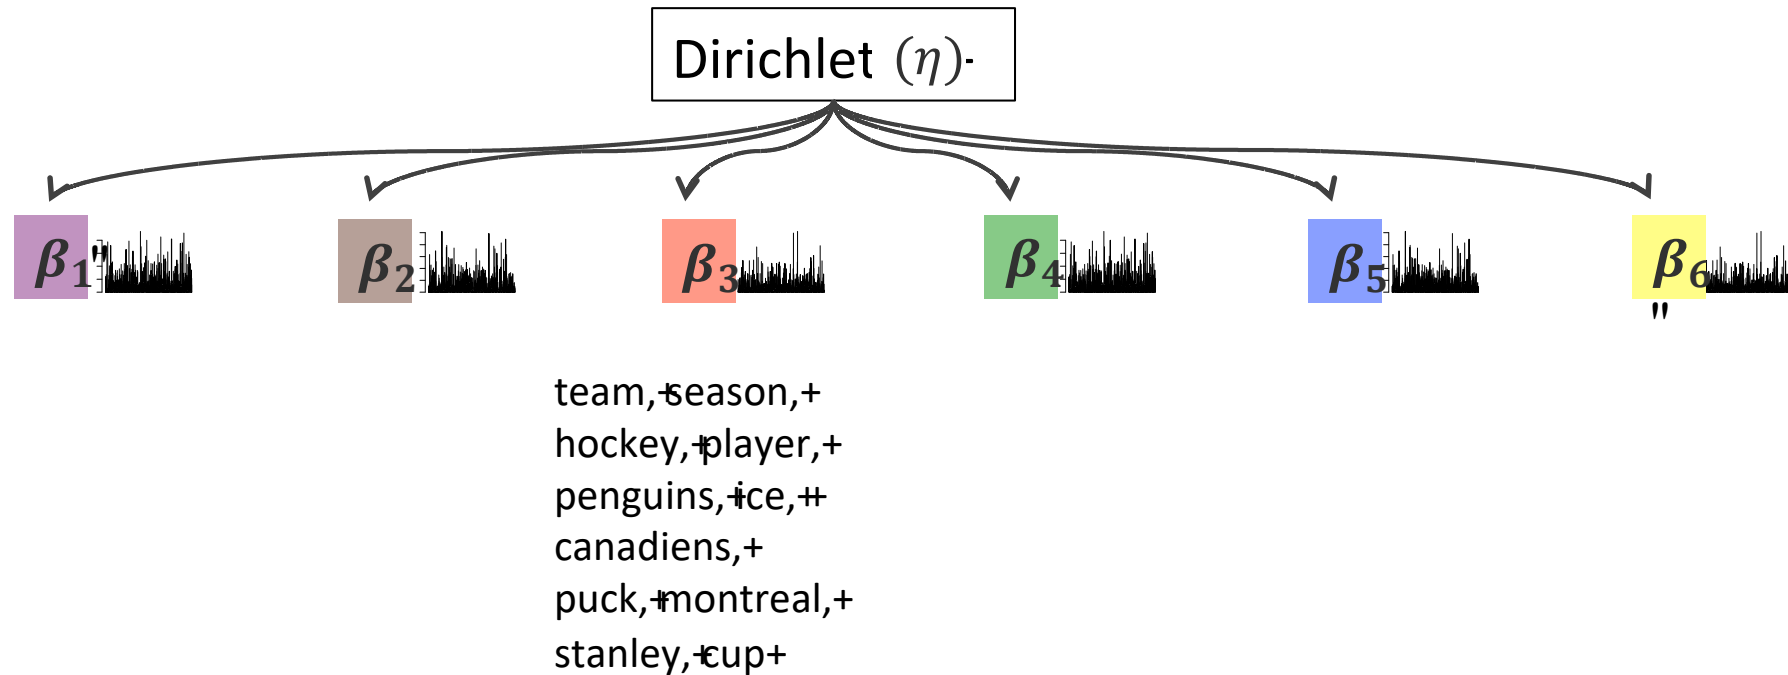 Dirichlet (η)-
β₁" β₂ β₃ β₄ β₅ β₆
"
team,+season,+
hockey,+player,+
penguins,+ice,++
canadiens,+
puck,+montreal,+
stanley,+cup+